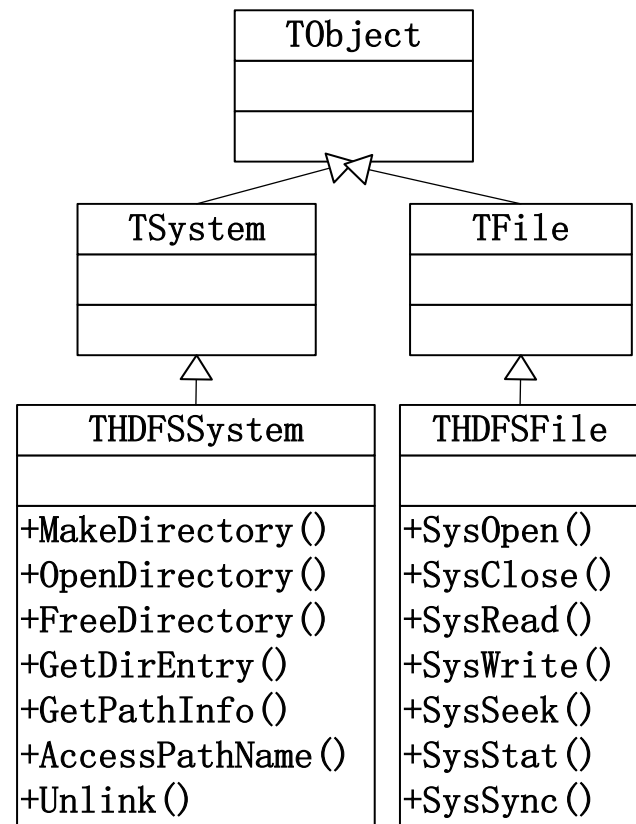 TObject
TSystem
TFile
THDFSSystem
+MakeDirectory()
+OpenDirectory()
+FreeDirectory()
+GetDirEntry()
+GetPathInfo()
+AccessPathName()
+Unlink()
THDFSFile
+SysOpen()
+SysClose()
+SysRead()
+SysWrite()
+SysSeek()
+SysStat()
+SysSync()